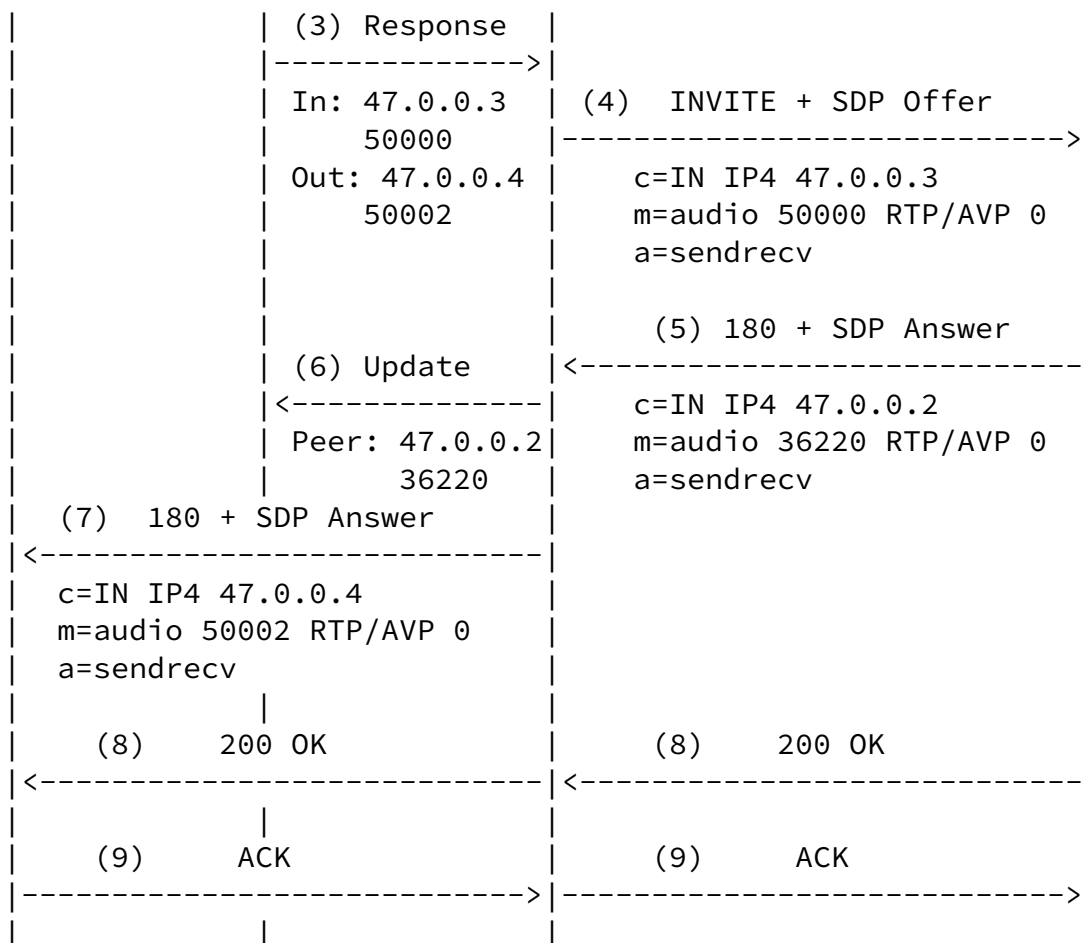 |             | (3) Response  |
|             |-------------->|
|             | In: 47.0.0.3  | (4)  INVITE + SDP Offer
|             |     50000     |---------------------------->
|             | Out: 47.0.0.4 |    c=IN IP4 47.0.0.3
|             |     50002     |    m=audio 50000 RTP/AVP 0
|             |               |    a=sendrecv
|             |               |
|             |               |     (5) 180 + SDP Answer
|             | (6) Update    |<----------------------------
|             |<--------------|    c=IN IP4 47.0.0.2
|             | Peer: 47.0.0.2|    m=audio 36220 RTP/AVP 0
|             |       36220   |    a=sendrecv
|  (7)  180 + SDP Answer      |
|<----------------------------|
|  c=IN IP4 47.0.0.4          |
|  m=audio 50002 RTP/AVP 0    |
|  a=sendrecv                 |
|             |               |
|    (8)    200 OK            |     (8)    200 OK
|<----------------------------|<----------------------------
|             |               |
|    (9)     ACK              |     (9)     ACK
|---------------------------->|---------------------------->
|             |               |